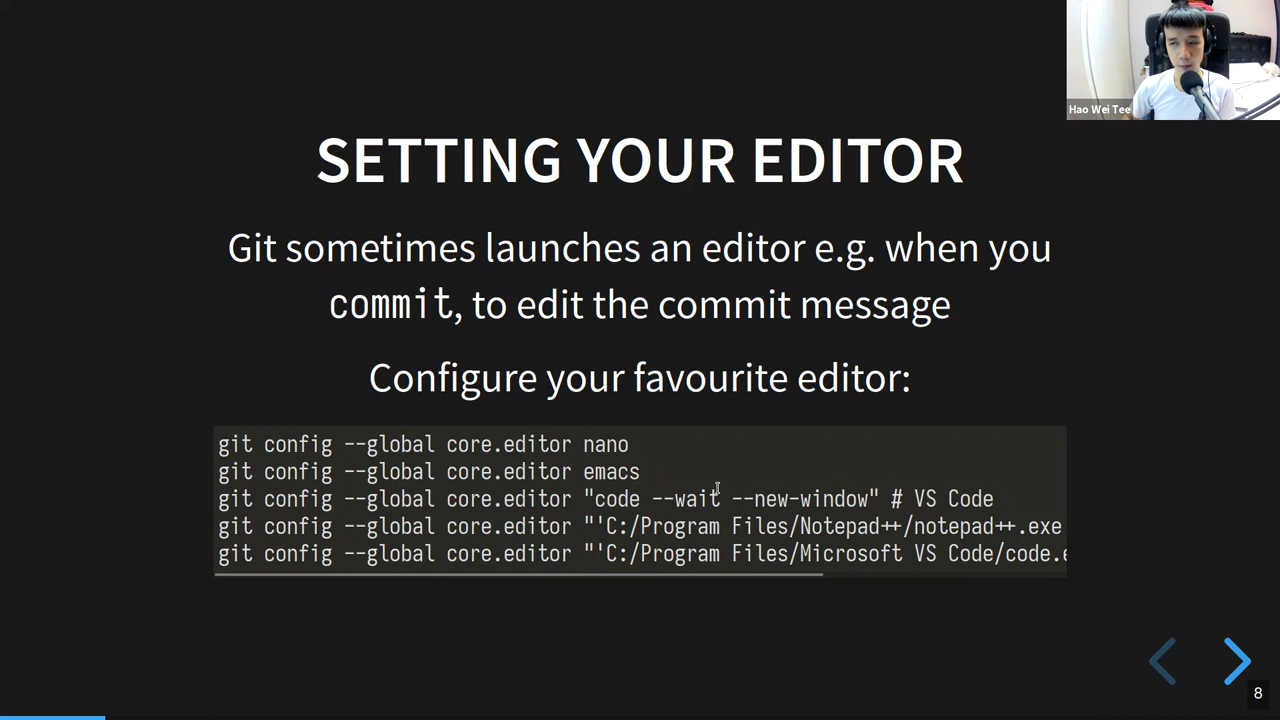 Hao Wei Tee
SETTING YOUR EDITOR
Git sometimes launches an editor e.g. when you
commit, to edit the commit message
Configure your favourite editor:
git config --global core.editor nano
git config --global core.editor emacs
git config --global core.editor "code --wait --new-window" # VS Code
git config --global core.editor "'C:/Program Files/Notepad++/notepad++.exe
git config --global core.editor "'C:/Program Files/Microsoft VS Code/code.e
8